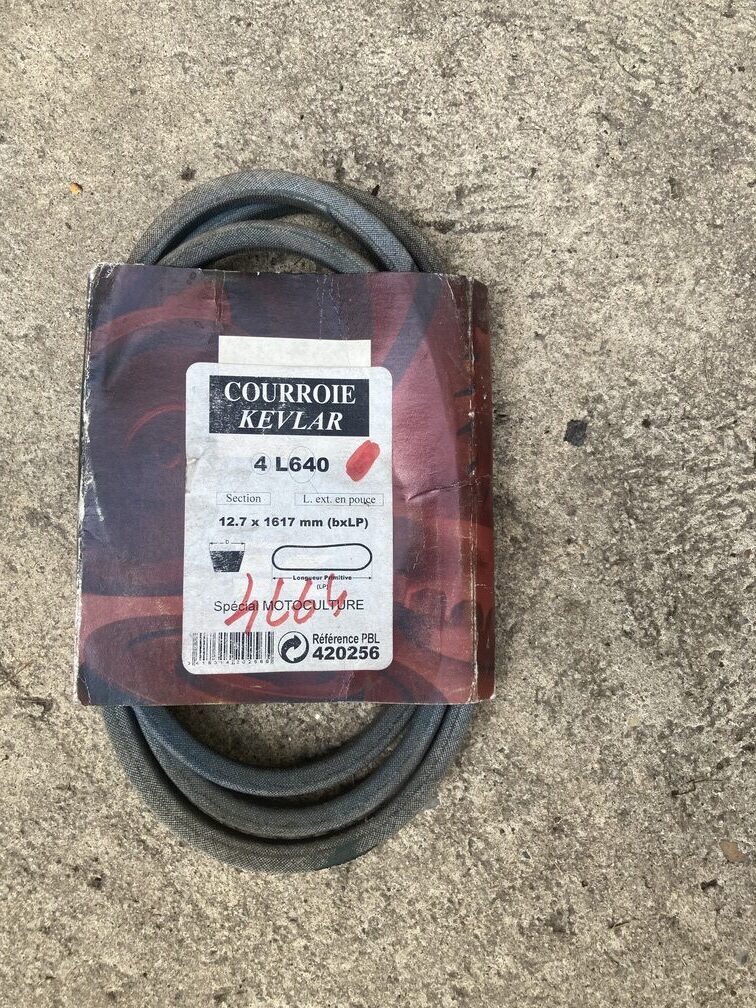 COURROIE
KEVLAR
4 L640
Section
L. ext. en pouce
12.7 x 1617 mm (bxLP)
D
Longueur Primitive
(LP)
Spécial MOTOCULTURE
Référence PBL
420256